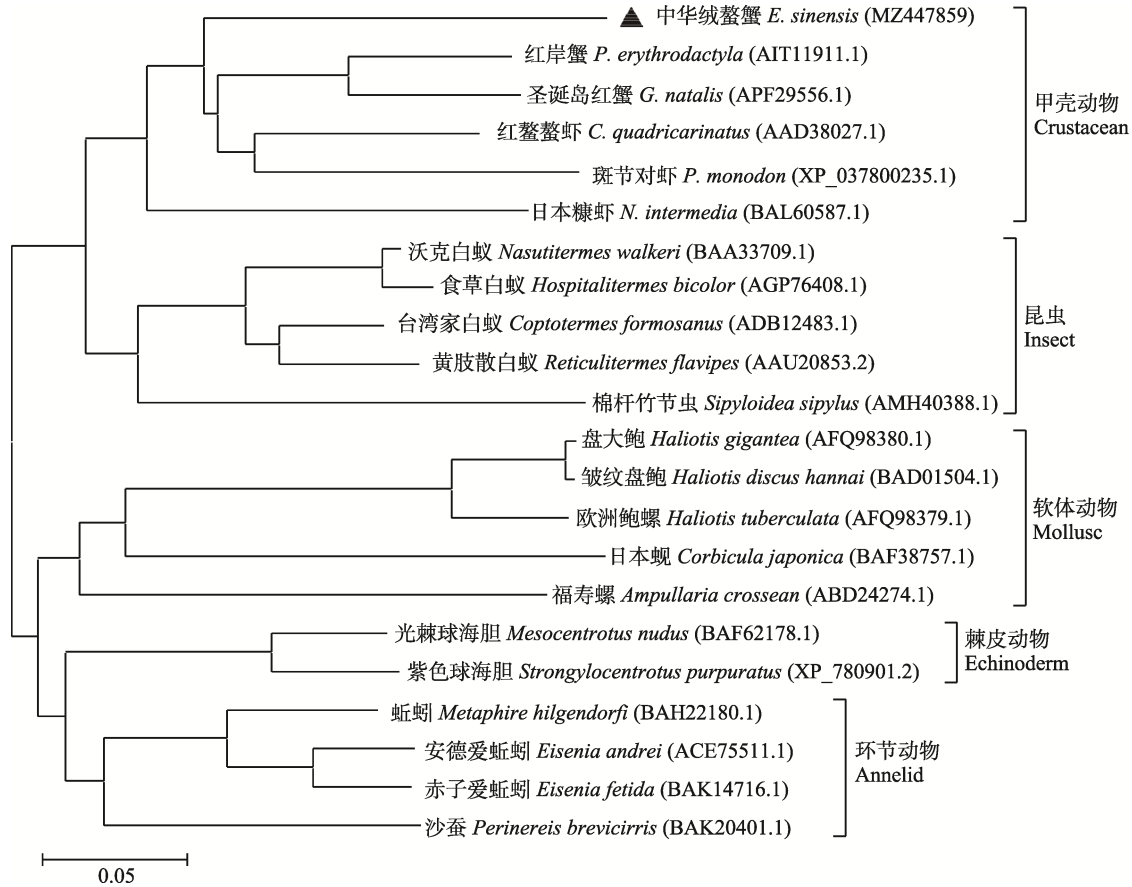 中华绒螯蟹 E. sinensis (MZ447859)
红岸蟹 P. erythrodactyla (AIT11911.1)
圣诞岛红蟹 G. natalis (APF29556.1)
红鳌螯虾 C. quadricarinatus (AAD38027.1)
斑节对虾 P. monodon (XP_037800235.1)
日本糠虾 N. intermedia (BAL60587.1)
甲壳动物
Crustacean
沃克白蚁 Nasutitermes walkeri (BAA33709.1)
食草白蚁 Hospitalitermes bicolor (AGP76408.1)
台湾家白蚁 Coptotermes formosanus (ADB12483.1)
黄肢散白蚁 Reticulitermes flavipes (AAU20853.2)
棉杆竹节虫 Sipyloidea sipylus (AMH40388.1)
昆虫
Insect
盘大鲍 Haliotis gigantea (AFQ98380.1)
皱纹盘鲍 Haliotis discus hannai (BAD01504.1)
欧洲鲍螺 Haliotis tuberculata (AFQ98379.1)
日本蚬 Corbicula japonica (BAF38757.1)
福寿螺 Ampullaria crossean (ABD24274.1)
软体动物
Mollusc
光棘球海胆 Mesocentrotus nudus (BAF62178.1)
紫色球海胆 Strongylocentrotus purpuratus (XP_780901.2)
棘皮动物
Echinoderm
蚯蚓 Metaphire hilgendorfi (BAH22180.1)
安德爱蚯蚓 Eisenia andrei (ACE75511.1)
赤子爱蚯蚓 Eisenia fetida (BAK14716.1)
沙蚕 Perinereis brevicirris (BAK20401.1)
环节动物
Annelid
0.05